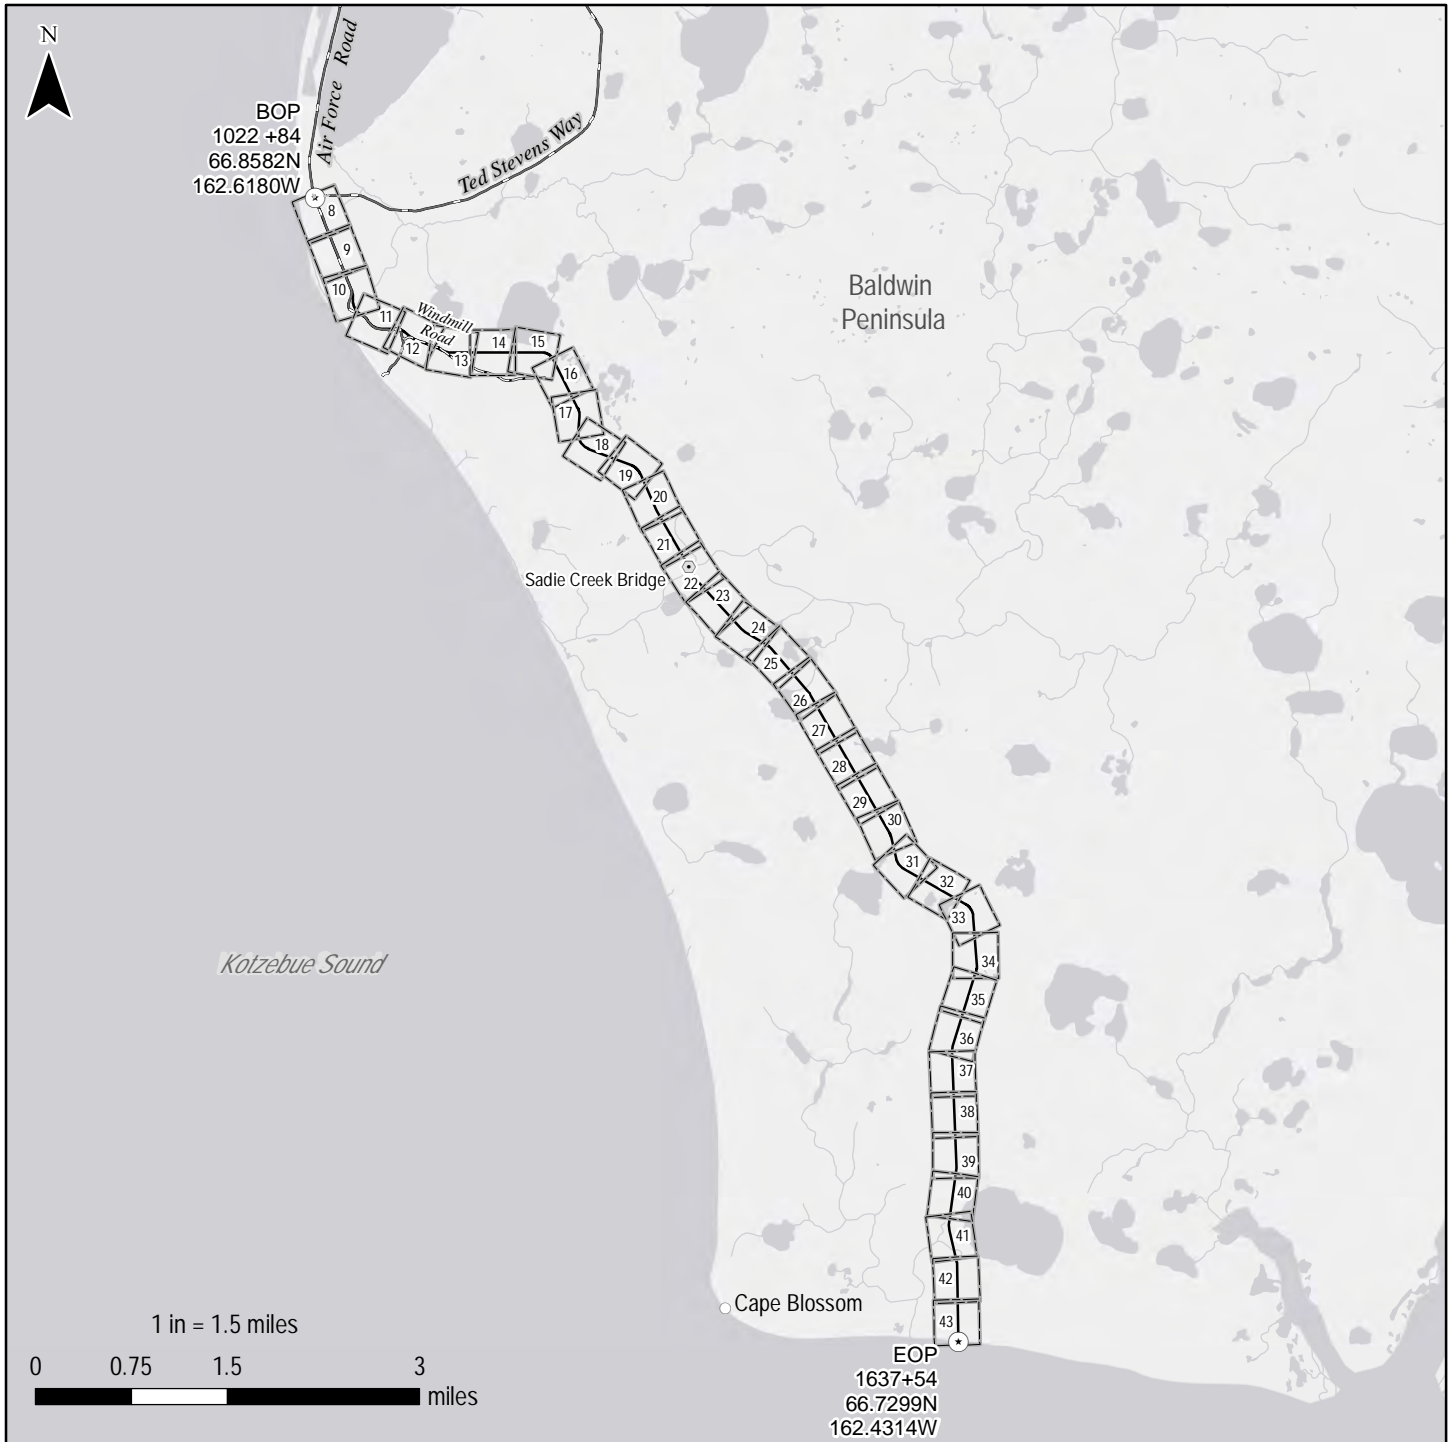 N
Air Force Road
BOP
1022 +84
66.8582N
162.6180W
Ted Stevens Way
8
9
10
11
Windmill
Road
12
13
14
15
16
17
18
19
20
21
22
23
24
25
26
27
28
29
30
31
32
33
34
35
36
37
38
39
40
41
42
43
Baldwin
Peninsula
Sadie Creek Bridge
Kotzebue Sound
Cape Blossom
1 in = 1.5 miles
0 0.75 1.5 3
miles
EOP
1637+54
66.7299N
162.4314W